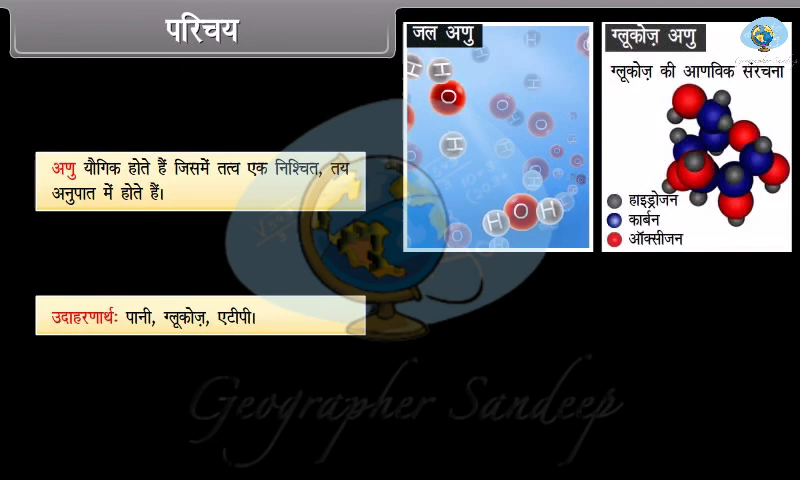 परिचय
जल अणु
ग्लूकोज़ अणु
ग्लूकोज़ की आणविक संरचना
अणु यौगिक होते हैं जिसमें तत्व एक निश्चित, तय
अनुपात में होते हैं।
हाइड्रोजन
कार्बन
ऑक्सीजन
उदाहरणार्थः पानी, ग्लूकोज़, एटीपी।
H H
O
H
H O H
Geographer Sandeep